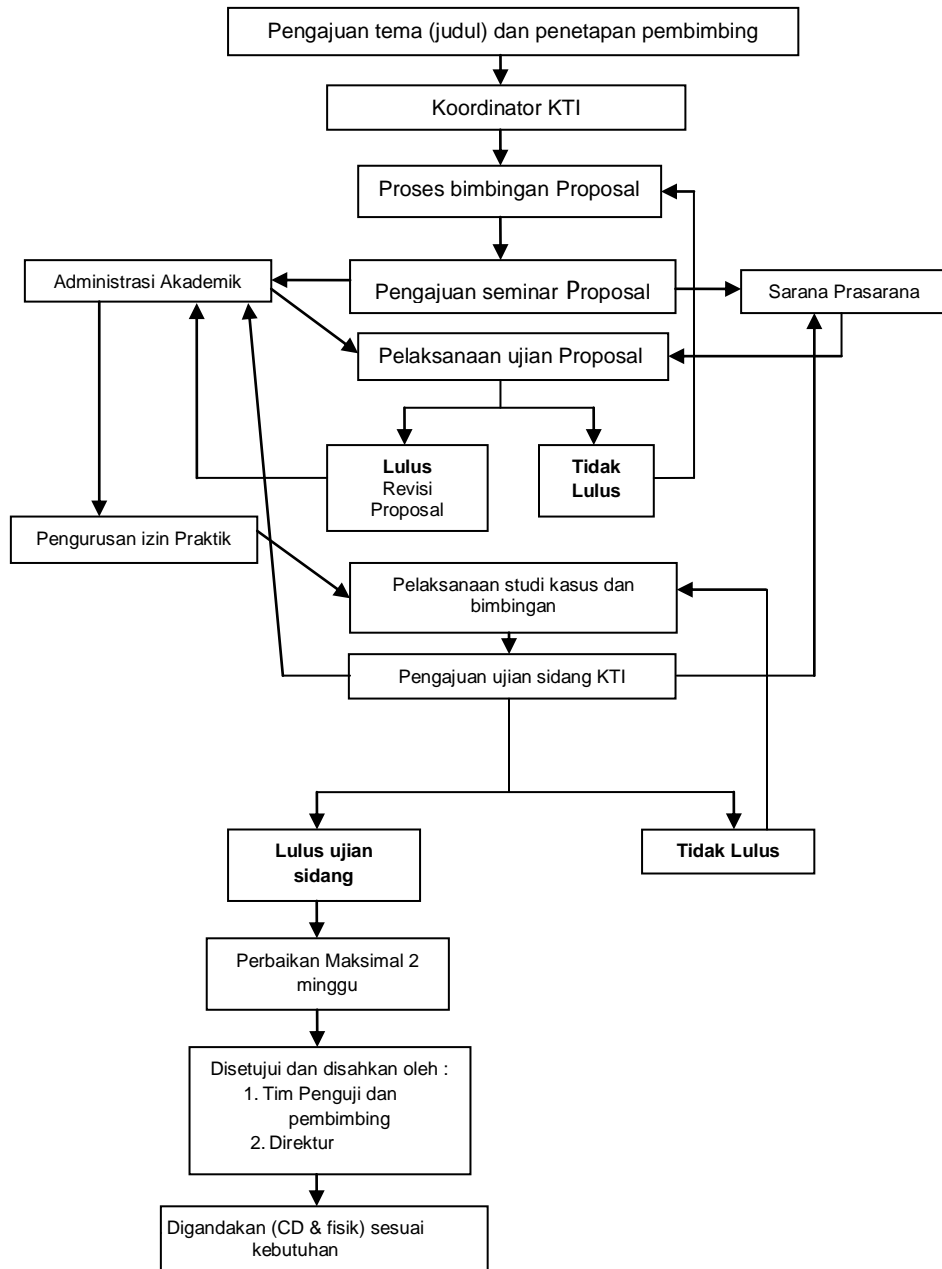 Pengajuan tema (judul) dan penetapan pembimbing
Koordinator KTI
Proses bimbingan Proposal
Administrasi Akademik
Pengajuan seminar Proposal
Sarana Prasarana
Pelaksanaan ujian Proposal
Lulus
Revisi
Proposal
Tidak
Lulus
Pengurusan izin Praktik
Pelaksanaan studi kasus dan
bimbingan
Pengajuan ujian sidang KTI
Lulus ujian
sidang
Tidak Lulus
Perbaikan Maksimal 2
minggu
Disetujui dan disahkan oleh :
1. Tim Penguji dan
pembimbing
2. Direktur
Digandakan (CD & fisik) sesuai
kebutuhan